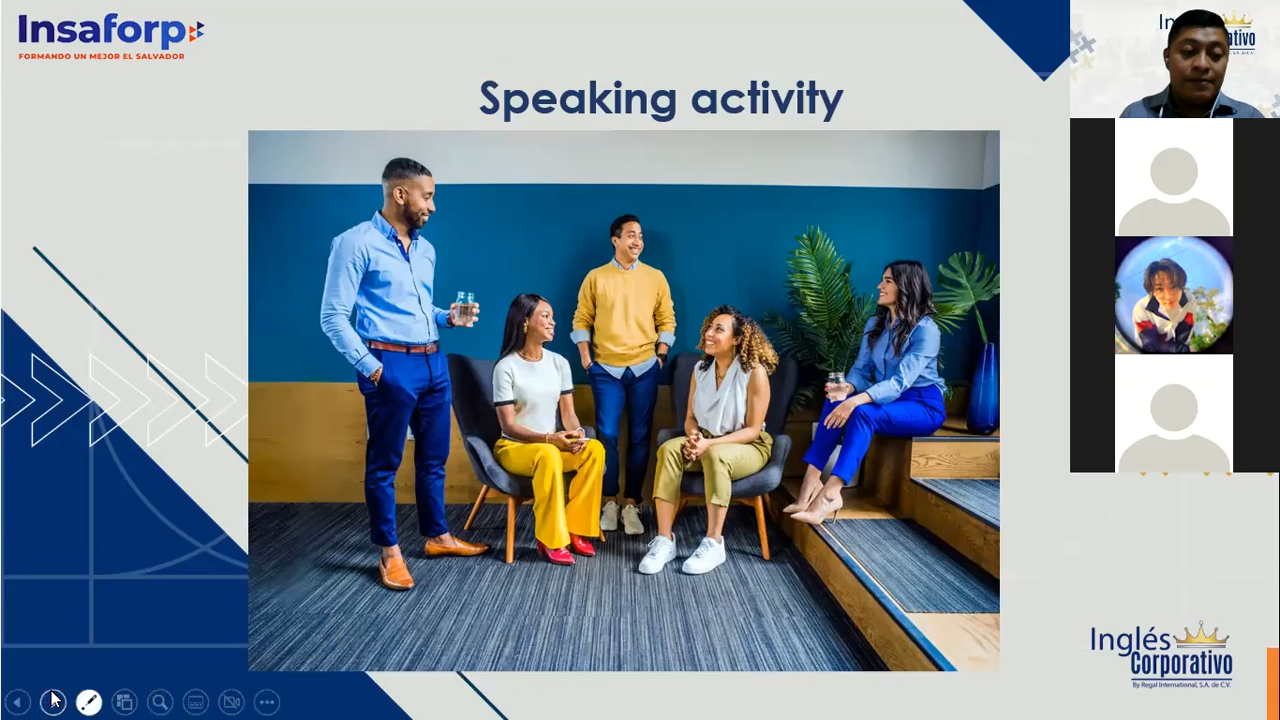 Insaforp
FORMANDO UN MEJOR EL SALVADOR
Speaking activity
Inglés
Corporativo
By Regal International, S.A. de C.V.